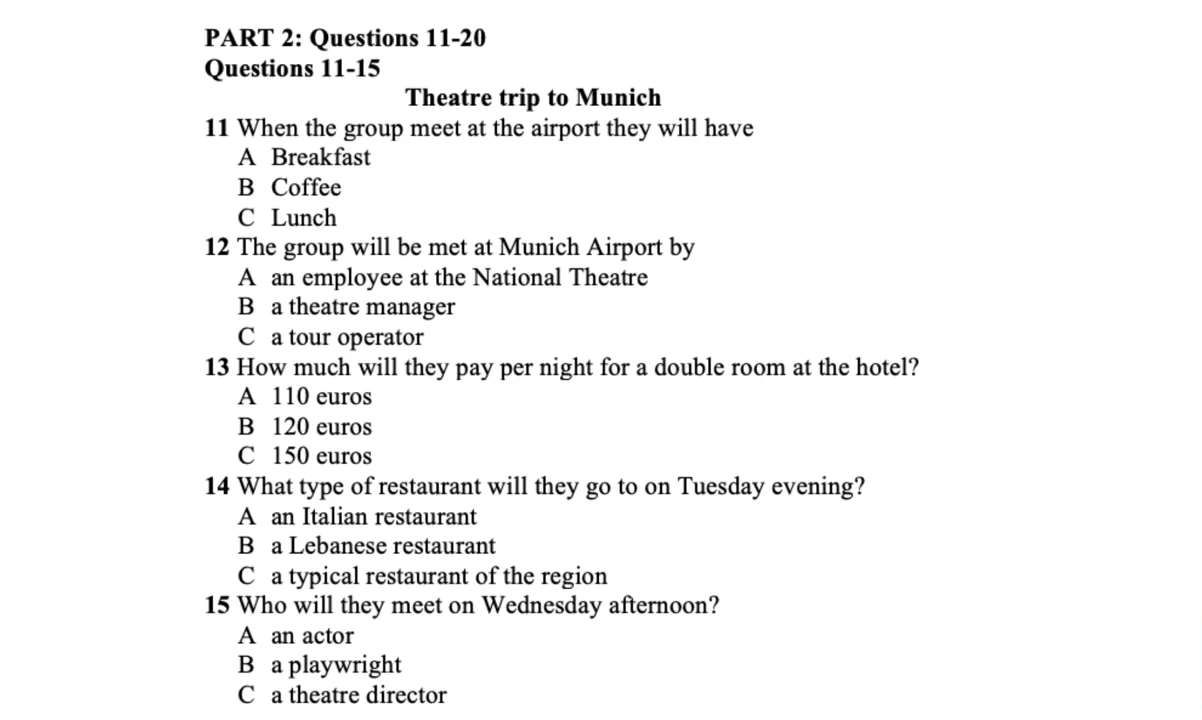 PART 2: Questions 11-20
Questions 11-15
Theatre trip to Munich
11 When the group meet at the airport they will have
A Breakfast
B Coffee
C Lunch
12 The group will be met at Munich Airport by
A an employee at the National Theatre
B a theatre manager
C a tour operator
13 How much will they pay per night for a double room at the hotel?
A 110 euros
B 120 euros
C 150 euros
14 What type of restaurant will they go to on Tuesday evening?
A an Italian restaurant
B a Lebanese restaurant
C a typical restaurant of the region
15 Who will they meet on Wednesday afternoon?
A an actor
B a playwright
C a theatre director